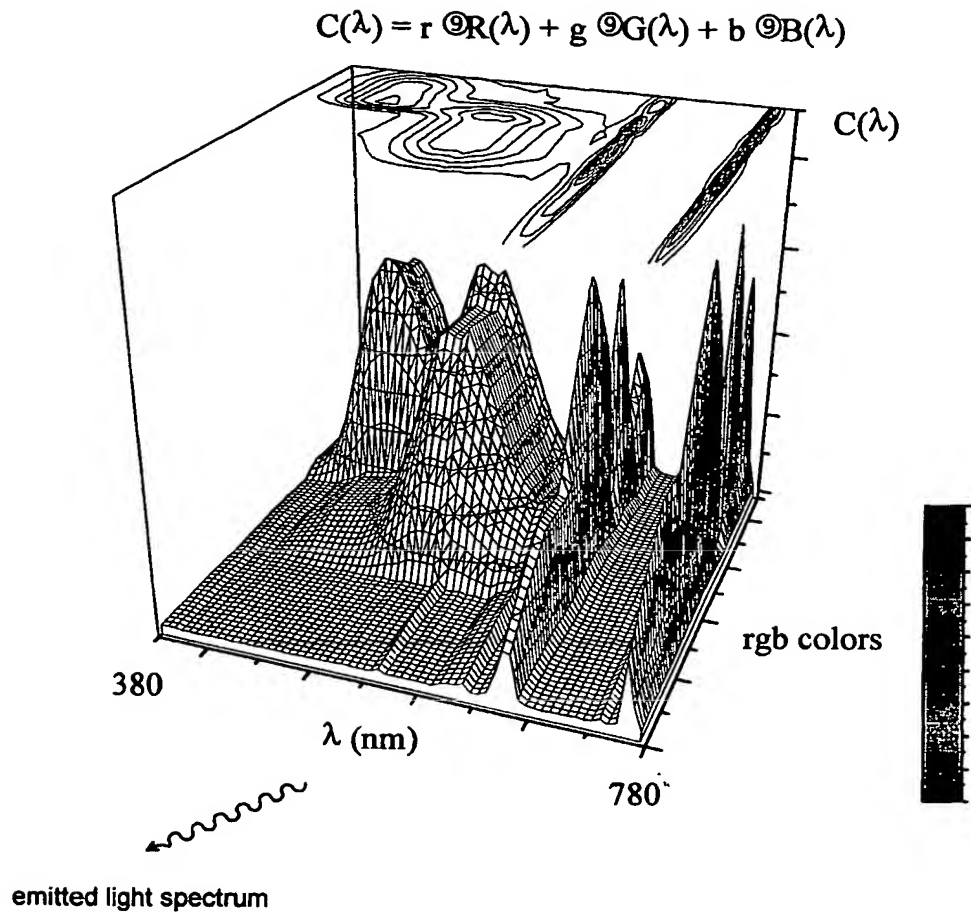 C(λ) = r ⑨R(λ) + g ⑨G(λ) + b ⑨B(λ)
C(λ)
rgb colors
380
λ (nm)
780
emitted light spectrum